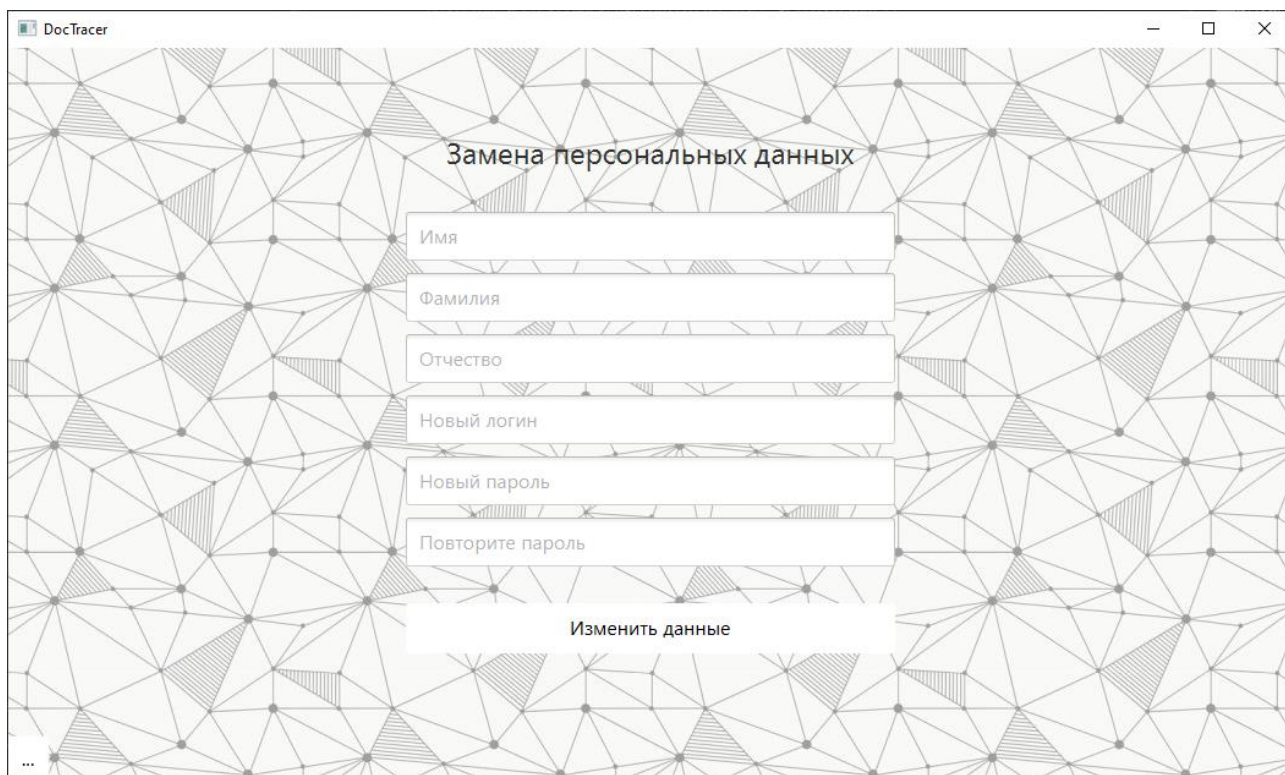 DocTracer
Замена персональных данных
Имя
Фамилия
Отчество
Новый логин
Новый пароль
Повторите пароль
Изменить данные
...